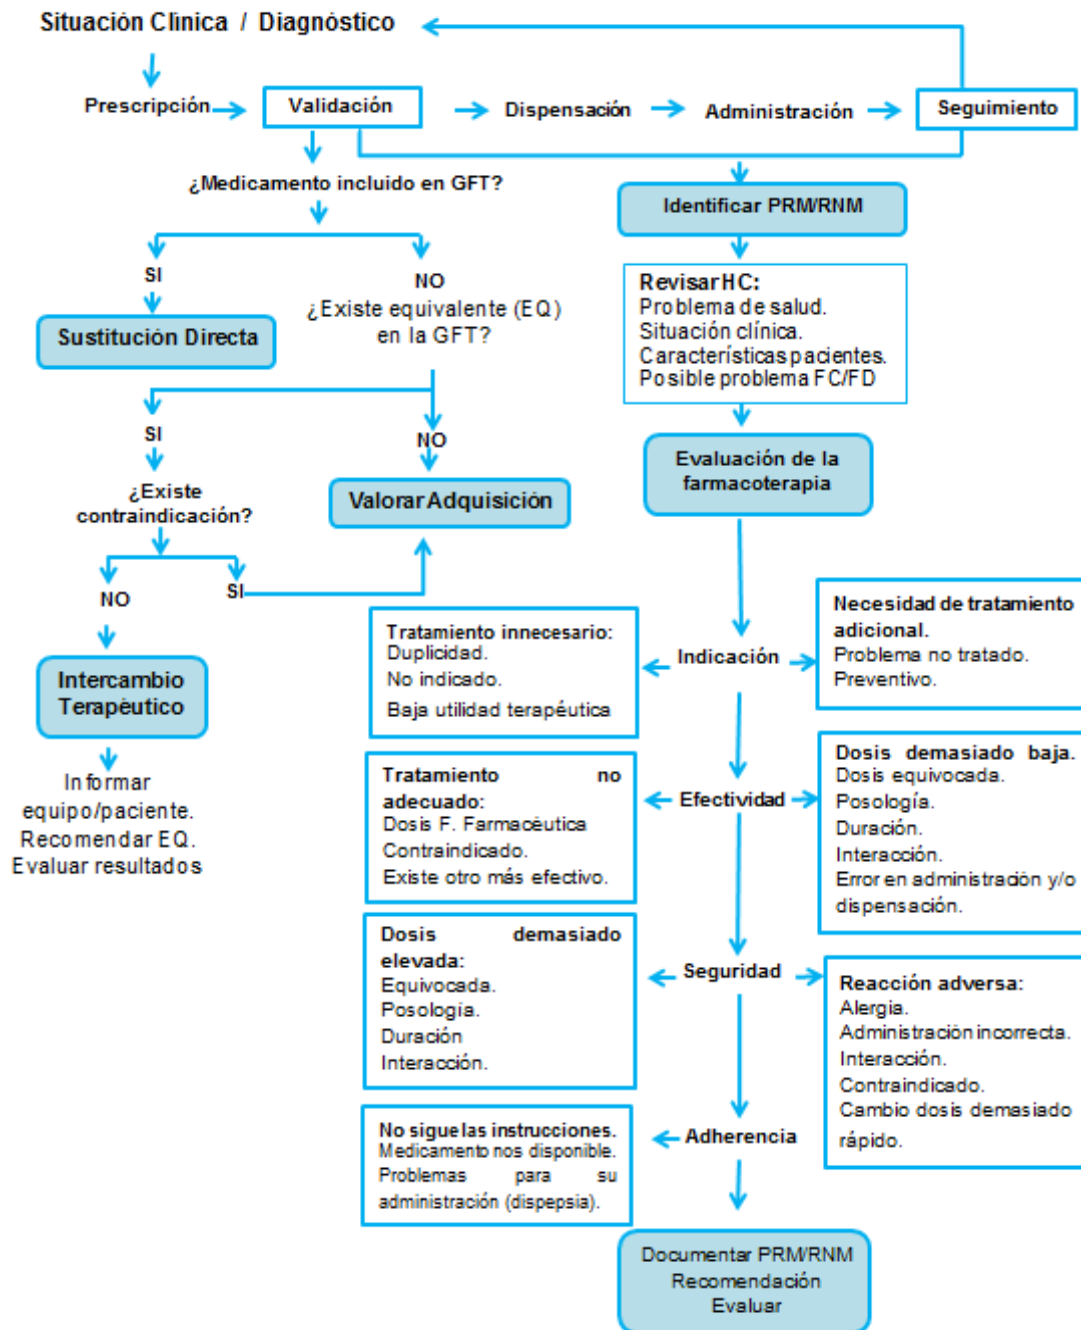 Situación Clínica / Diagnóstico
Prescripción
Validación
Dispensación
Administración
Seguimiento
¿Medicamento incluido en GFT?
SI
Sustitución Directa
NO
¿Existe equivalente (EQ)
en la GFT?
SI
NO
¿Existe
contraindicación?
Valorar Adquisición
NO
SI
Intercambio
Terapéutico
Informar
equipo/paciente.
Recomendar EQ.
Evaluar resultados
Identificar PRM/RNM
Revisar HC:
Problema de salud.
Situación clínica.
Características pacientes.
Posible problema FC/FD
Evaluación de la
farmacoterapia
Tratamiento innecesario:
Duplicidad.
No indicado.
Baja utilidad terapéutica
Indicación
Necesidad de tratamiento
adicional.
Problema no tratado.
Preventivo.
Tratamiento no
adecuado:
Dosis F. Farmacéutica
Contraindicado.
Existe otro más efectivo.
Efectividad
Dosis demasiado baja.
Dosis equivocada.
Posología.
Duración.
Interacción.
Error en administración y/o
dispensación.
Dosis demasiado
elevada:
Equivocada.
Posología.
Duración
Interacción.
Seguridad
Reacción adversa:
Alergia.
Administración incorrecta.
Interacción.
Contraindicado.
Cambio dosis demasiado
rápido.
No sigue las instrucciones.
Medicamento nos disponible.
Problemas para su
administración (dispepsia).
Adherencia
Documentar PRM/RNM
Recomendación
Evaluar